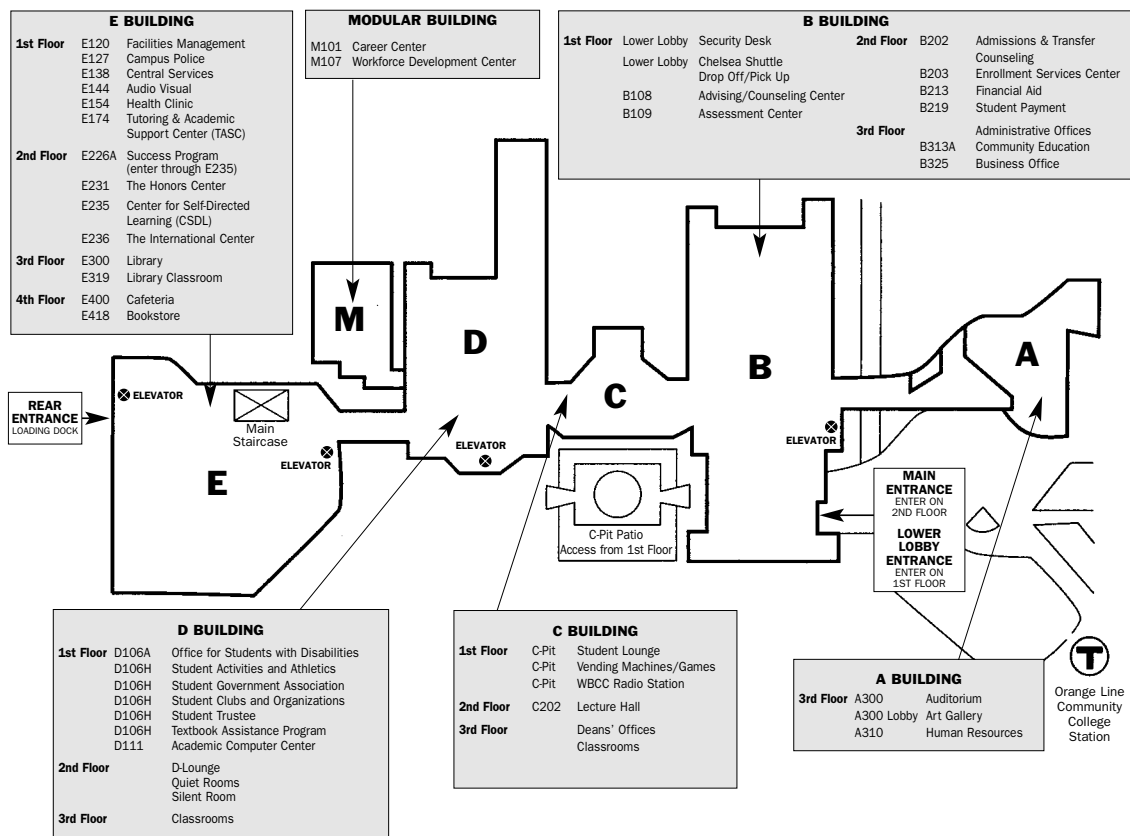 E BUILDING
1st Floor E120 Facilities Management
E127 Campus Police
E138 Central Services
E144 Audio Visual
E154 Health Clinic
E174 Tutoring & Academic
Support Center (TASC)
2nd Floor E226A Success Program
(enter through E235)
E231 The Honors Center
E235 Center for Self-Directed
Learning (CSDL)
E236 The International Center
3rd Floor E300 Library
E319 Library Classroom
4th Floor E400 Cafeteria
E418 Bookstore
MODULAR BUILDING
M101 Career Center
M107 Workforce Development Center
B BUILDING
1st Floor Lower Lobby Security Desk
Lower Lobby Chelsea Shuttle
Drop Off/Pick Up
B108 Advising/Counseling Center
B109 Assessment Center
2nd Floor B202 Admissions & Transfer
Counseling
B203 Enrollment Services Center
B213 Financial Aid
B219 Student Payment
3rd Floor Administrative Offices
B313A Community Education
B325 Business Office
M
D
C
B
A
E
REAR
ENTRANCE
LOADING DOCK
ELEVATOR
Main
Staircase
ELEVATOR
ELEVATOR
ELEVATOR
C-Pit Patio
Access from 1st Floor
MAIN
ENTRANCE
ENTER ON
2ND FLOOR
LOWER
LOBBY
ENTRANCE
ENTER ON
1ST FLOOR
D BUILDING
1st Floor D106A Office for Students with Disabilities
D106H Student Activities and Athletics
D106H Student Government Association
D106H Student Clubs and Organizations
D106H Student Trustee
D106H Textbook Assistance Program
D111 Academic Computer Center
2nd Floor D-Lounge
Quiet Rooms
Silent Room
3rd Floor Classrooms
C BUILDING
1st Floor C-Pit Student Lounge
C-Pit Vending Machines/Games
C-Pit WBCC Radio Station
2nd Floor C202 Lecture Hall
3rd Floor Deans' Offices
Classrooms
A BUILDING
3rd Floor A300 Auditorium
A300 Lobby Art Gallery
A310 Human Resources
T
Orange Line
Community
College
Station